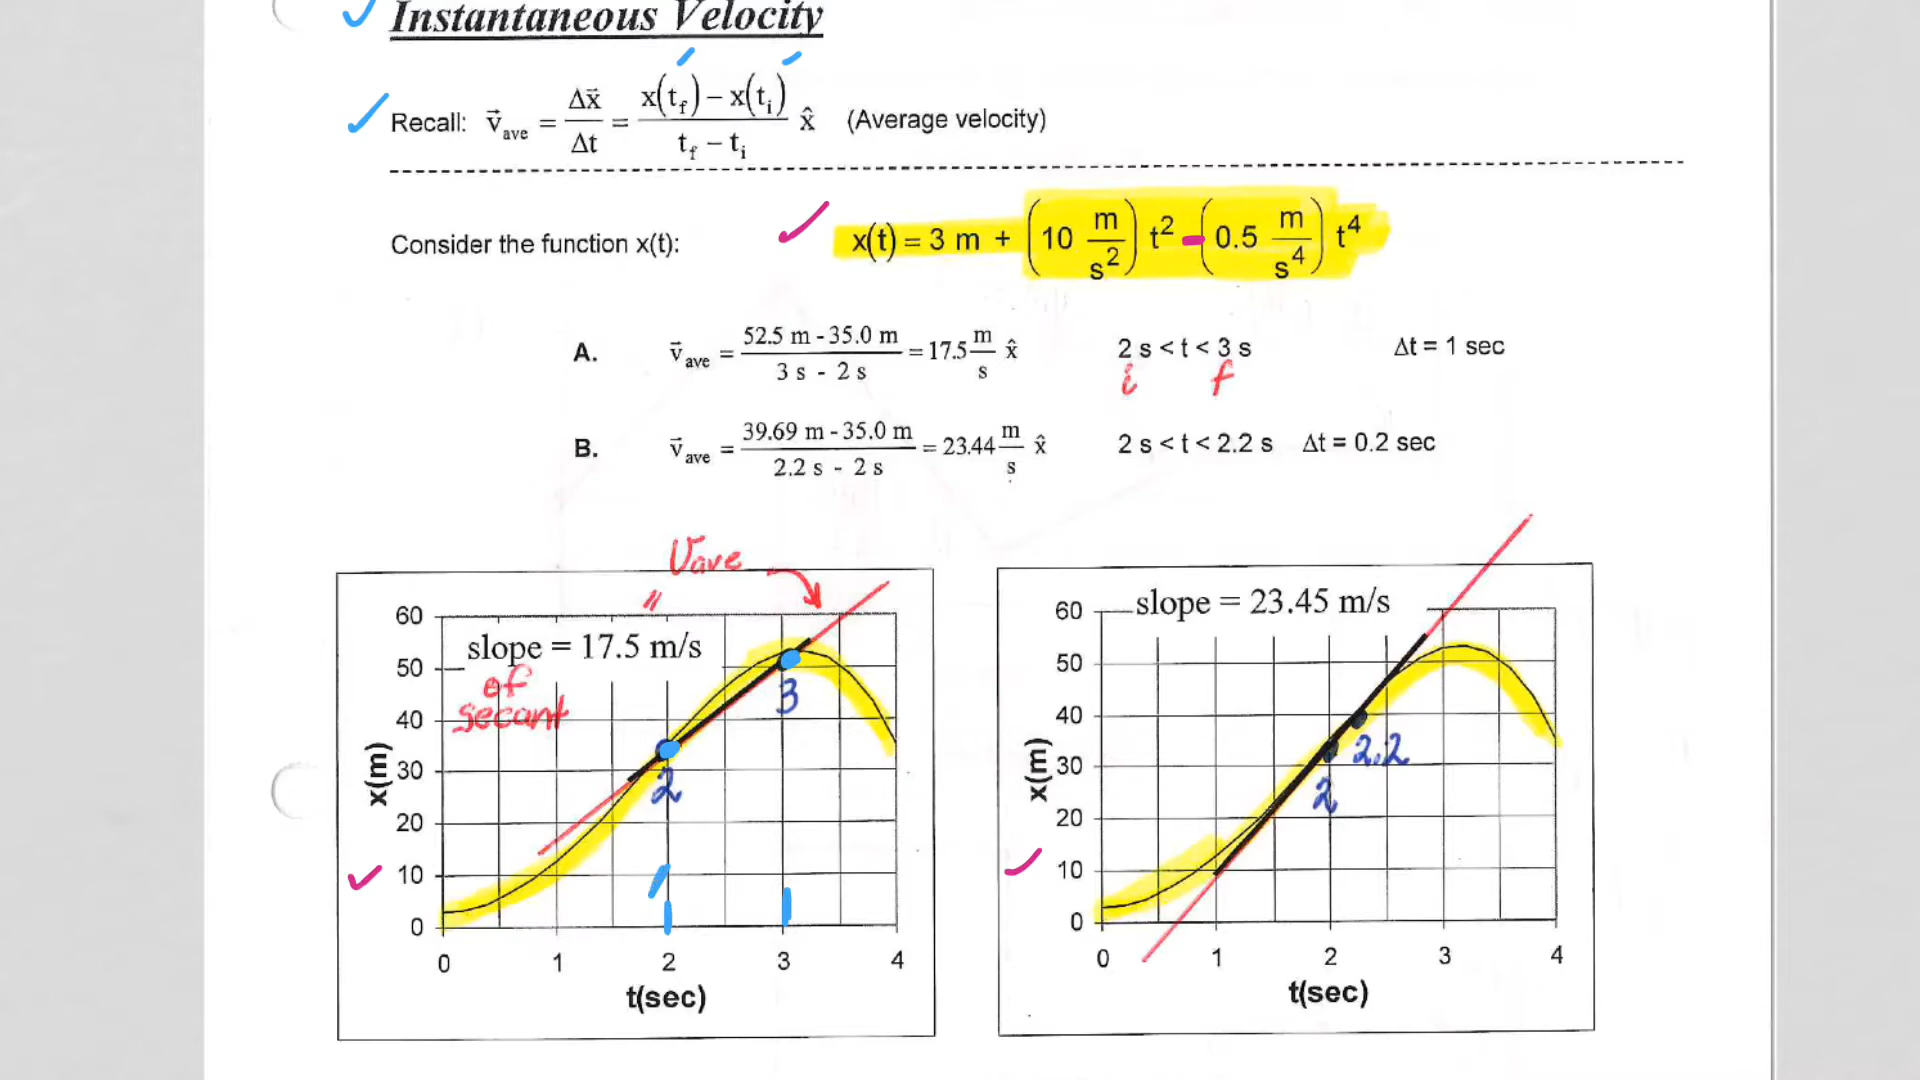 Instantaneous Velocity
Recall: v⃗ave = Δx⃗/Δt = (x(tf) − x(ti))/(tf − ti) x̂ (Average velocity)
Consider the function x(t): x(t) = 3 m + (10 m/s²) t² - (0.5 m/s⁴) t⁴
A. v⃗ave = (52.5 m - 35.0 m)/(3 s - 2 s) = 17.5 m/s x̂ 2 s < t < 3 s Δt = 1 sec
i f
B. v⃗ave = (39.69 m - 35.0 m)/(2.2 s - 2 s) = 23.44 m/s x̂ 2 s < t < 2.2 s Δt = 0.2 sec
Vave
"
slope = 17.5 m/s
of
secant
60
50
40
30
20
10
0
x(m)
2
3
0 1 2 3 4
t(sec)
slope = 23.45 m/s
60
50
40
30
20
10
0
x(m)
2.2
2
0 1 2 3 4
t(sec)